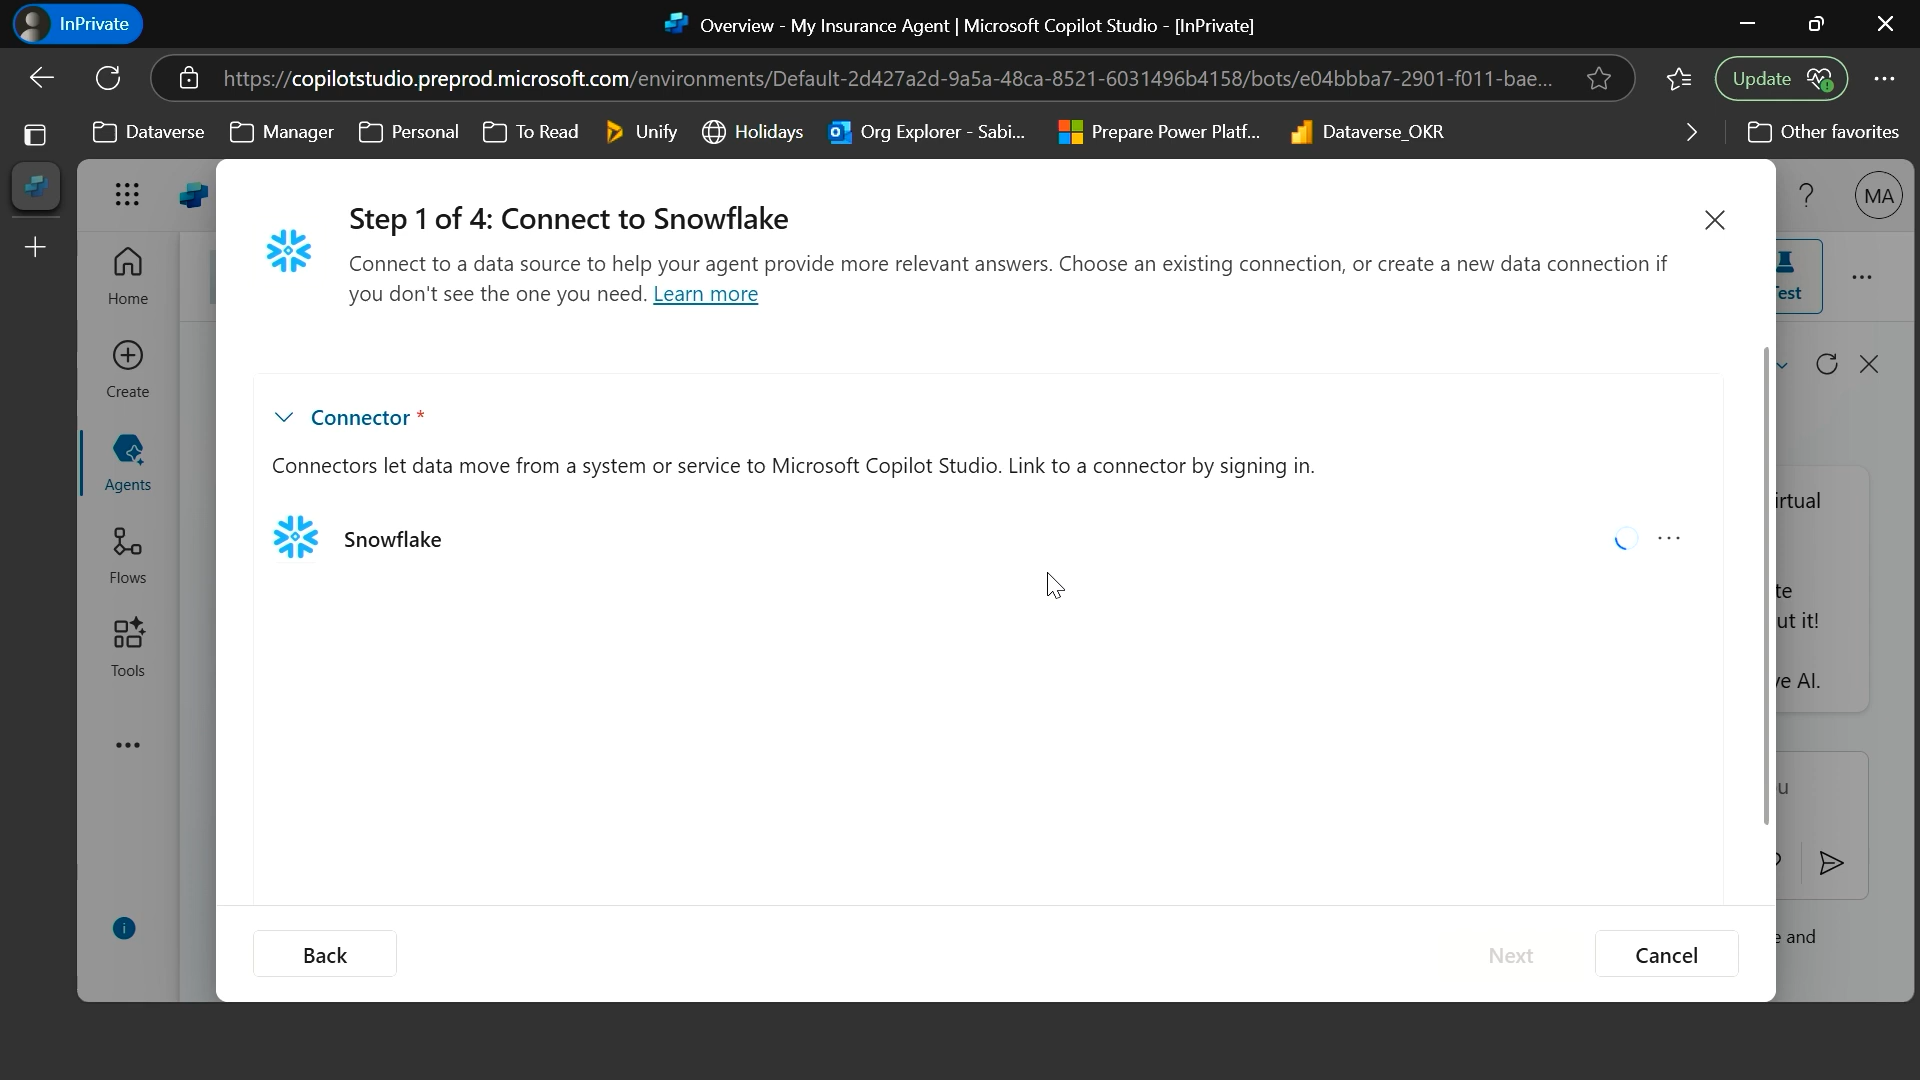 InPrivate
Overview - My Insurance Agent | Microsoft Copilot Studio - [InPrivate]
https://copilotstudio.preprod.microsoft.com/environments/Default-2d427a2d-9a5a-48ca-8521-6031496b4158/bots/e04bbba7-2901-f011-bae...
Update
Dataverse
Manager
Personal
To Read
Unify
Holidays
Org Explorer - Sabi...
Prepare Power Platf...
Dataverse_OKR
Other favorites
MA
Home
Create
Agents
Flows
Tools
Step 1 of 4: Connect to Snowflake
Connect to a data source to help your agent provide more relevant answers. Choose an existing connection, or create a new data connection if
you don't see the one you need. Learn more
Connector *
Connectors let data move from a system or service to Microsoft Copilot Studio. Link to a connector by signing in.
Snowflake
Back
Next
Cancel
est
irtual
te
ut it!
ve AI.
u
e and